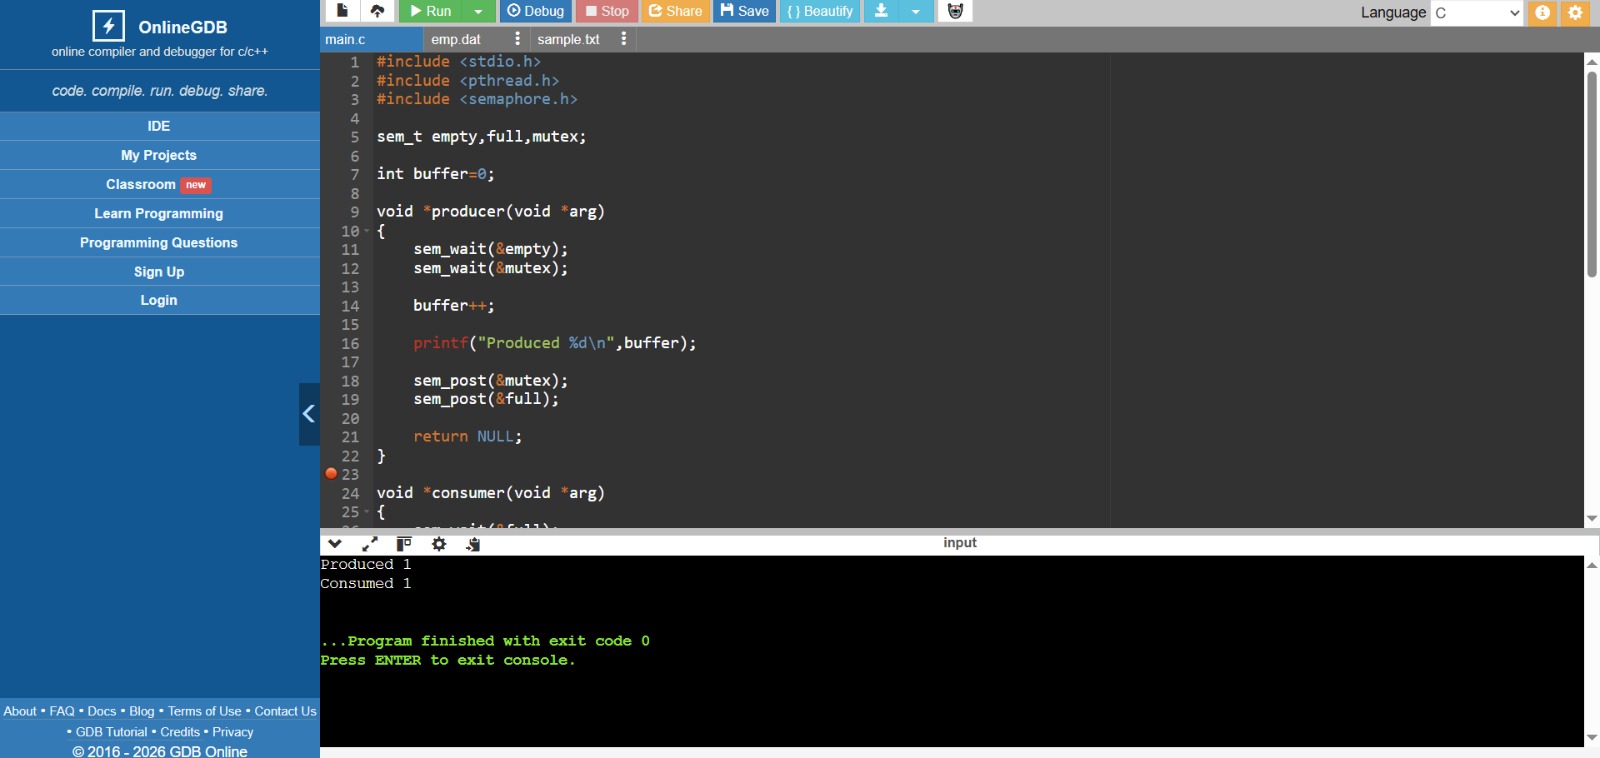 OnlineGDB
online compiler and debugger for c/c++
code. compile. run. debug. share.
IDE
My Projects
Classroom new
Learn Programming
Programming Questions
Sign Up
Login
About • FAQ • Docs • Blog • Terms of Use • Contact Us
• GDB Tutorial • Credits • Privacy
© 2016 - 2026 GDB Online
Run Debug Stop Share Save { } Beautify Language C
main.c emp.dat sample.txt
1 #include <stdio.h>
2 #include <pthread.h>
3 #include <semaphore.h>
4
5 sem_t empty,full,mutex;
6
7 int buffer=0;
8
9 void *producer(void *arg)
10 {
11     sem_wait(&empty);
12     sem_wait(&mutex);
13
14     buffer++;
15
16     printf("Produced %d\n",buffer);
17
18     sem_post(&mutex);
19     sem_post(&full);
20
21     return NULL;
22 }
23
24 void *consumer(void *arg)
25 {
input
Produced 1
Consumed 1
...Program finished with exit code 0
Press ENTER to exit console.